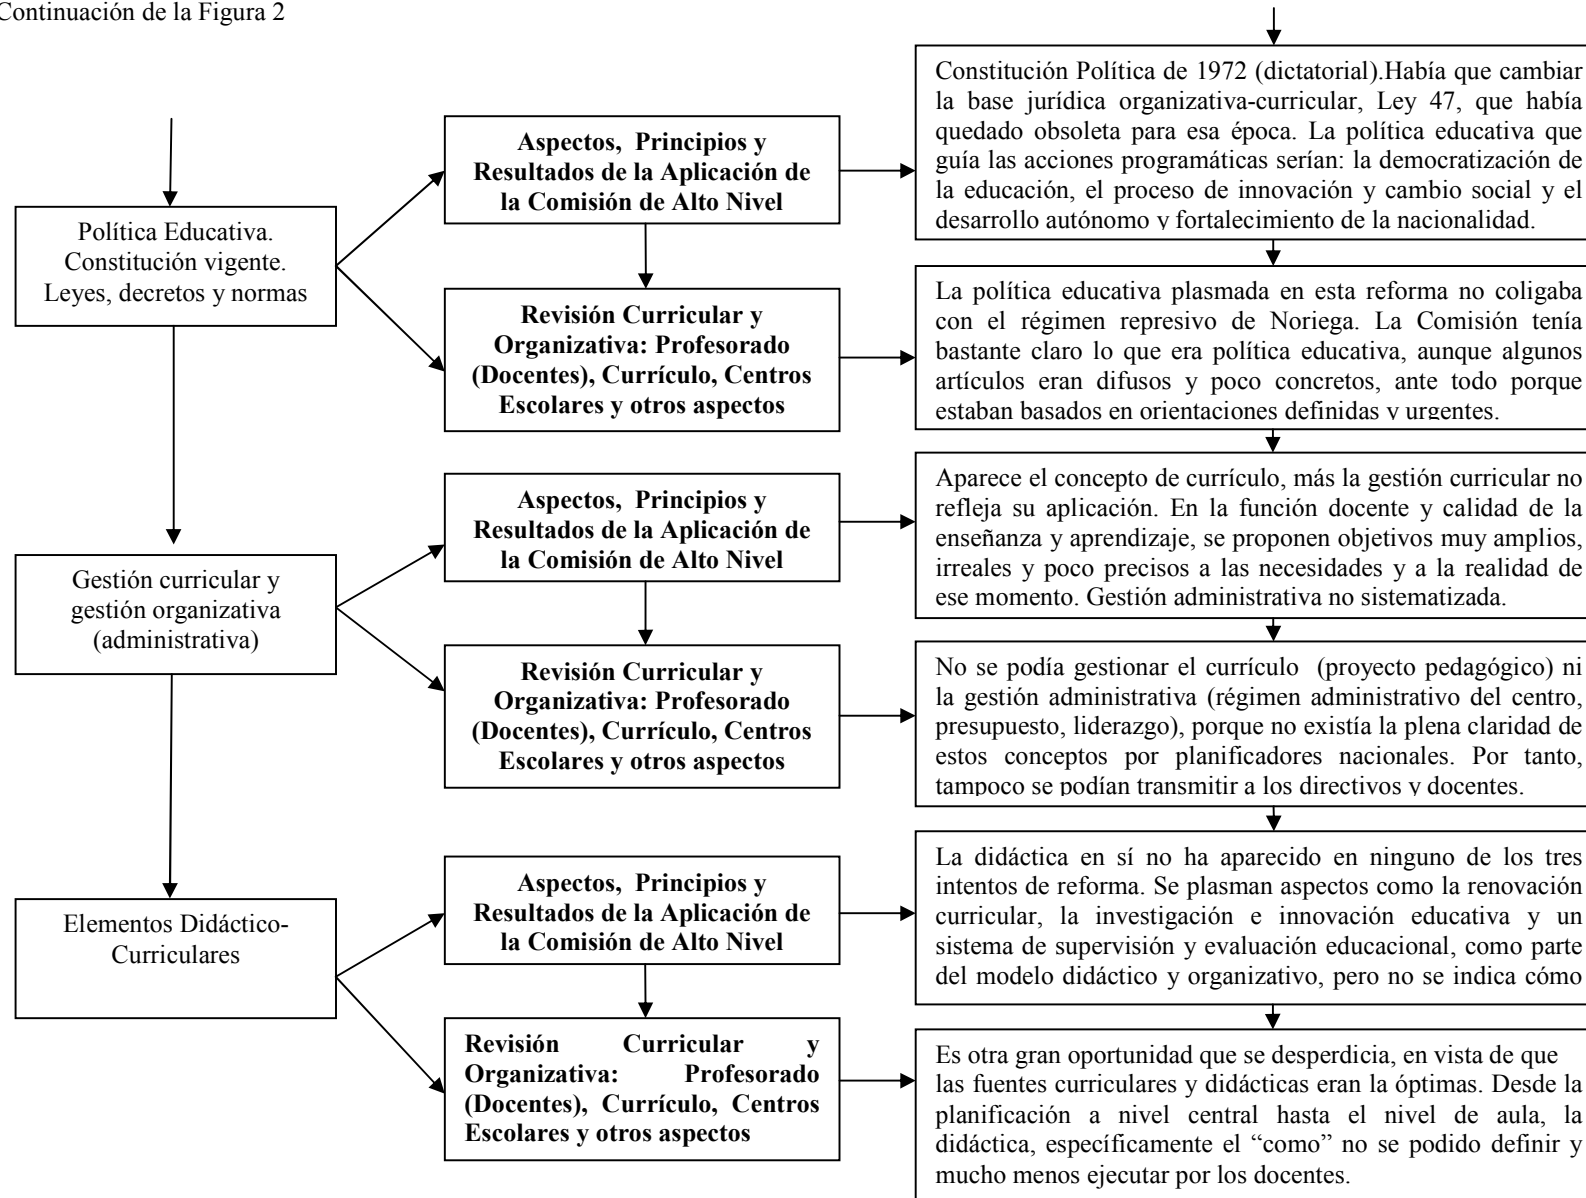 Continuación de la Figura 2
Política Educativa.
Constitución vigente.
Leyes, decretos y normas
Aspectos, Principios y
Resultados de la Aplicación de
la Comisión de Alto Nivel
Constitución Política de 1972 (dictatorial).Había que cambiar
la base jurídica organizativa-curricular, Ley 47, que había
quedado obsoleta para esa época. La política educativa que
guía las acciones programáticas serían: la democratización de
la educación, el proceso de innovación y cambio social y el
desarrollo autónomo y fortalecimiento de la nacionalidad.
Revisión Curricular y
Organizativa: Profesorado
(Docentes), Currículo, Centros
Escolares y otros aspectos
La política educativa plasmada en esta reforma no coligaba
con el régimen represivo de Noriega. La Comisión tenía
bastante claro lo que era política educativa, aunque algunos
artículos eran difusos y poco concretos, ante todo porque
estaban basados en orientaciones definidas y urgentes.
Gestión curricular y
gestión organizativa
(administrativa)
Aspectos, Principios y
Resultados de la Aplicación de
la Comisión de Alto Nivel
Aparece el concepto de currículo, más la gestión curricular no
refleja su aplicación. En la función docente y calidad de la
enseñanza y aprendizaje, se proponen objetivos muy amplios,
irreales y poco precisos a las necesidades y a la realidad de
ese momento. Gestión administrativa no sistematizada.
Revisión Curricular y
Organizativa: Profesorado
(Docentes), Currículo, Centros
Escolares y otros aspectos
No se podía gestionar el currículo (proyecto pedagógico) ni
la gestión administrativa (régimen administrativo del centro,
presupuesto, liderazgo), porque no existía la plena claridad de
estos conceptos por planificadores nacionales. Por tanto,
tampoco se podían transmitir a los directivos y docentes.
Elementos Didáctico-
Curriculares
Aspectos, Principios y
Resultados de la Aplicación de
la Comisión de Alto Nivel
La didáctica en sí no ha aparecido en ninguno de los tres
intentos de reforma. Se plasman aspectos como la renovación
curricular, la investigación e innovación educativa y un
sistema de supervisión y evaluación educacional, como parte
del modelo didáctico y organizativo, pero no se indica cómo
Revisión Curricular y
Organizativa: Profesorado
(Docentes), Currículo, Centros
Escolares y otros aspectos
Es otra gran oportunidad que se desperdicia, en vista de que
las fuentes curriculares y didácticas eran la óptimas. Desde la
planificación a nivel central hasta el nivel de aula, la
didáctica, específicamente el “como” no se podido definir y
mucho menos ejecutar por los docentes.